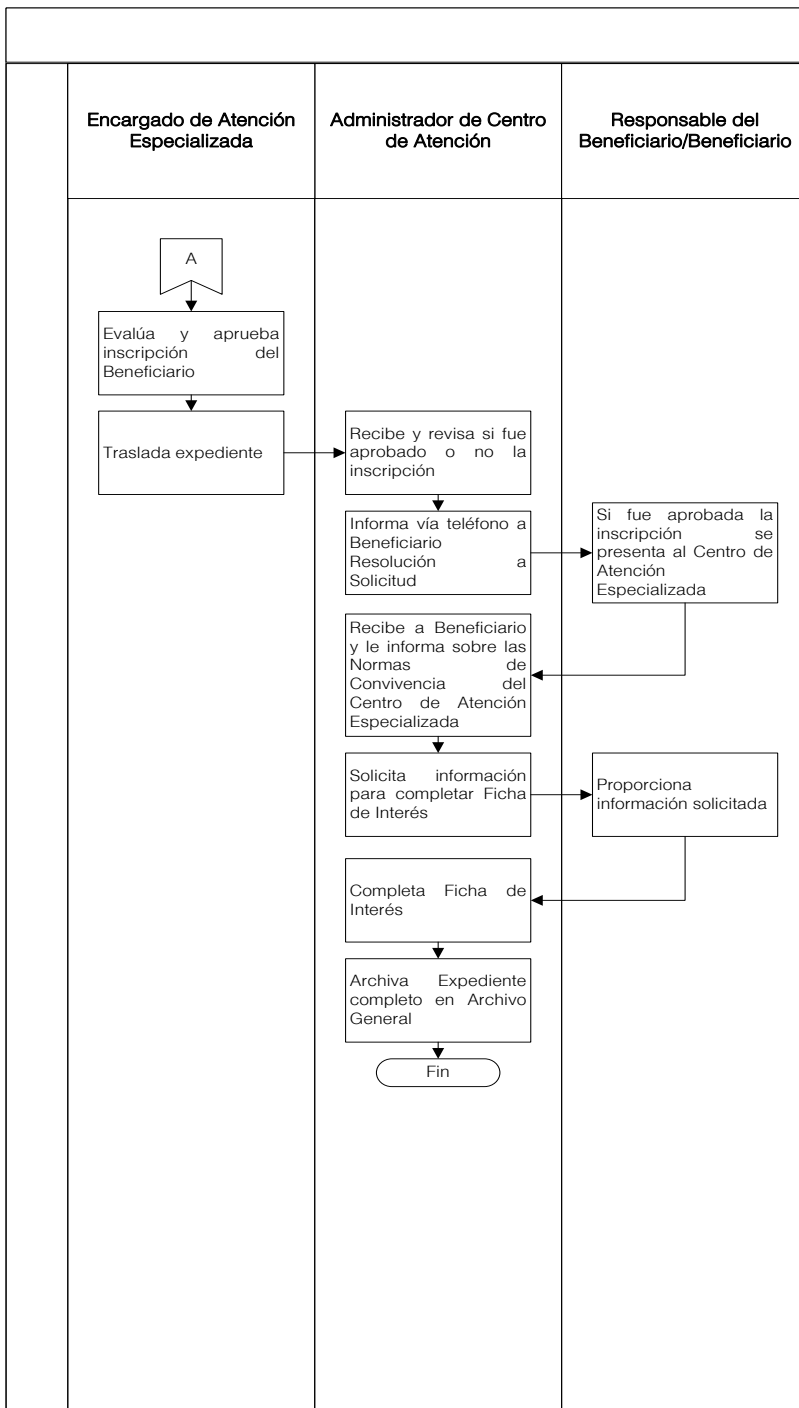 Encargado de Atención
Especializada
Administrador de Centro
de Atención
Responsable del
Beneficiario/Beneficiario
A
Evalúa y aprueba
inscripción del
Beneficiario
Traslada expediente
Recibe y revisa si fue
aprobado o no la
inscripción
Informa vía teléfono a
Beneficiario
Resolución a
Solicitud
Si fue aprobada la
inscripción se
presenta al Centro de
Atención
Especializada
Recibe a Beneficiario
y le informa sobre las
Normas de
Convivencia del
Centro de Atención
Especializada
Solicita información
para completar Ficha
de Interés
Proporciona
información solicitada
Completa Ficha de
Interés
Archiva Expediente
completo en Archivo
General
Fin